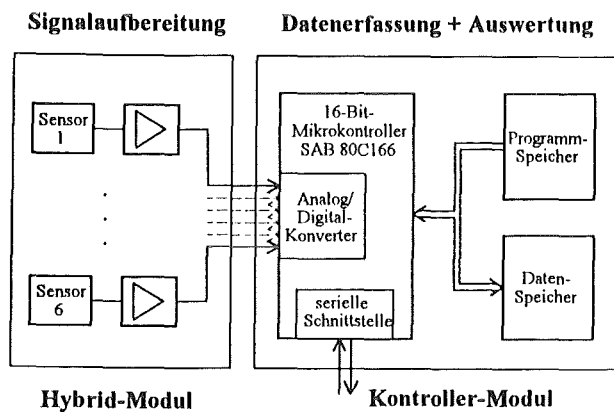 Signalaufbereitung
Datenerfassung + Auswertung
Sensor
1
Sensor
6
16-Bit-
Mikrokontroller
SAB 80C166
Analog/
Digital-
Konverter
serielle
Schnittstelle
Programm-
Speicher
Daten-
Speicher
Hybrid-Modul
Kontroller-Modul